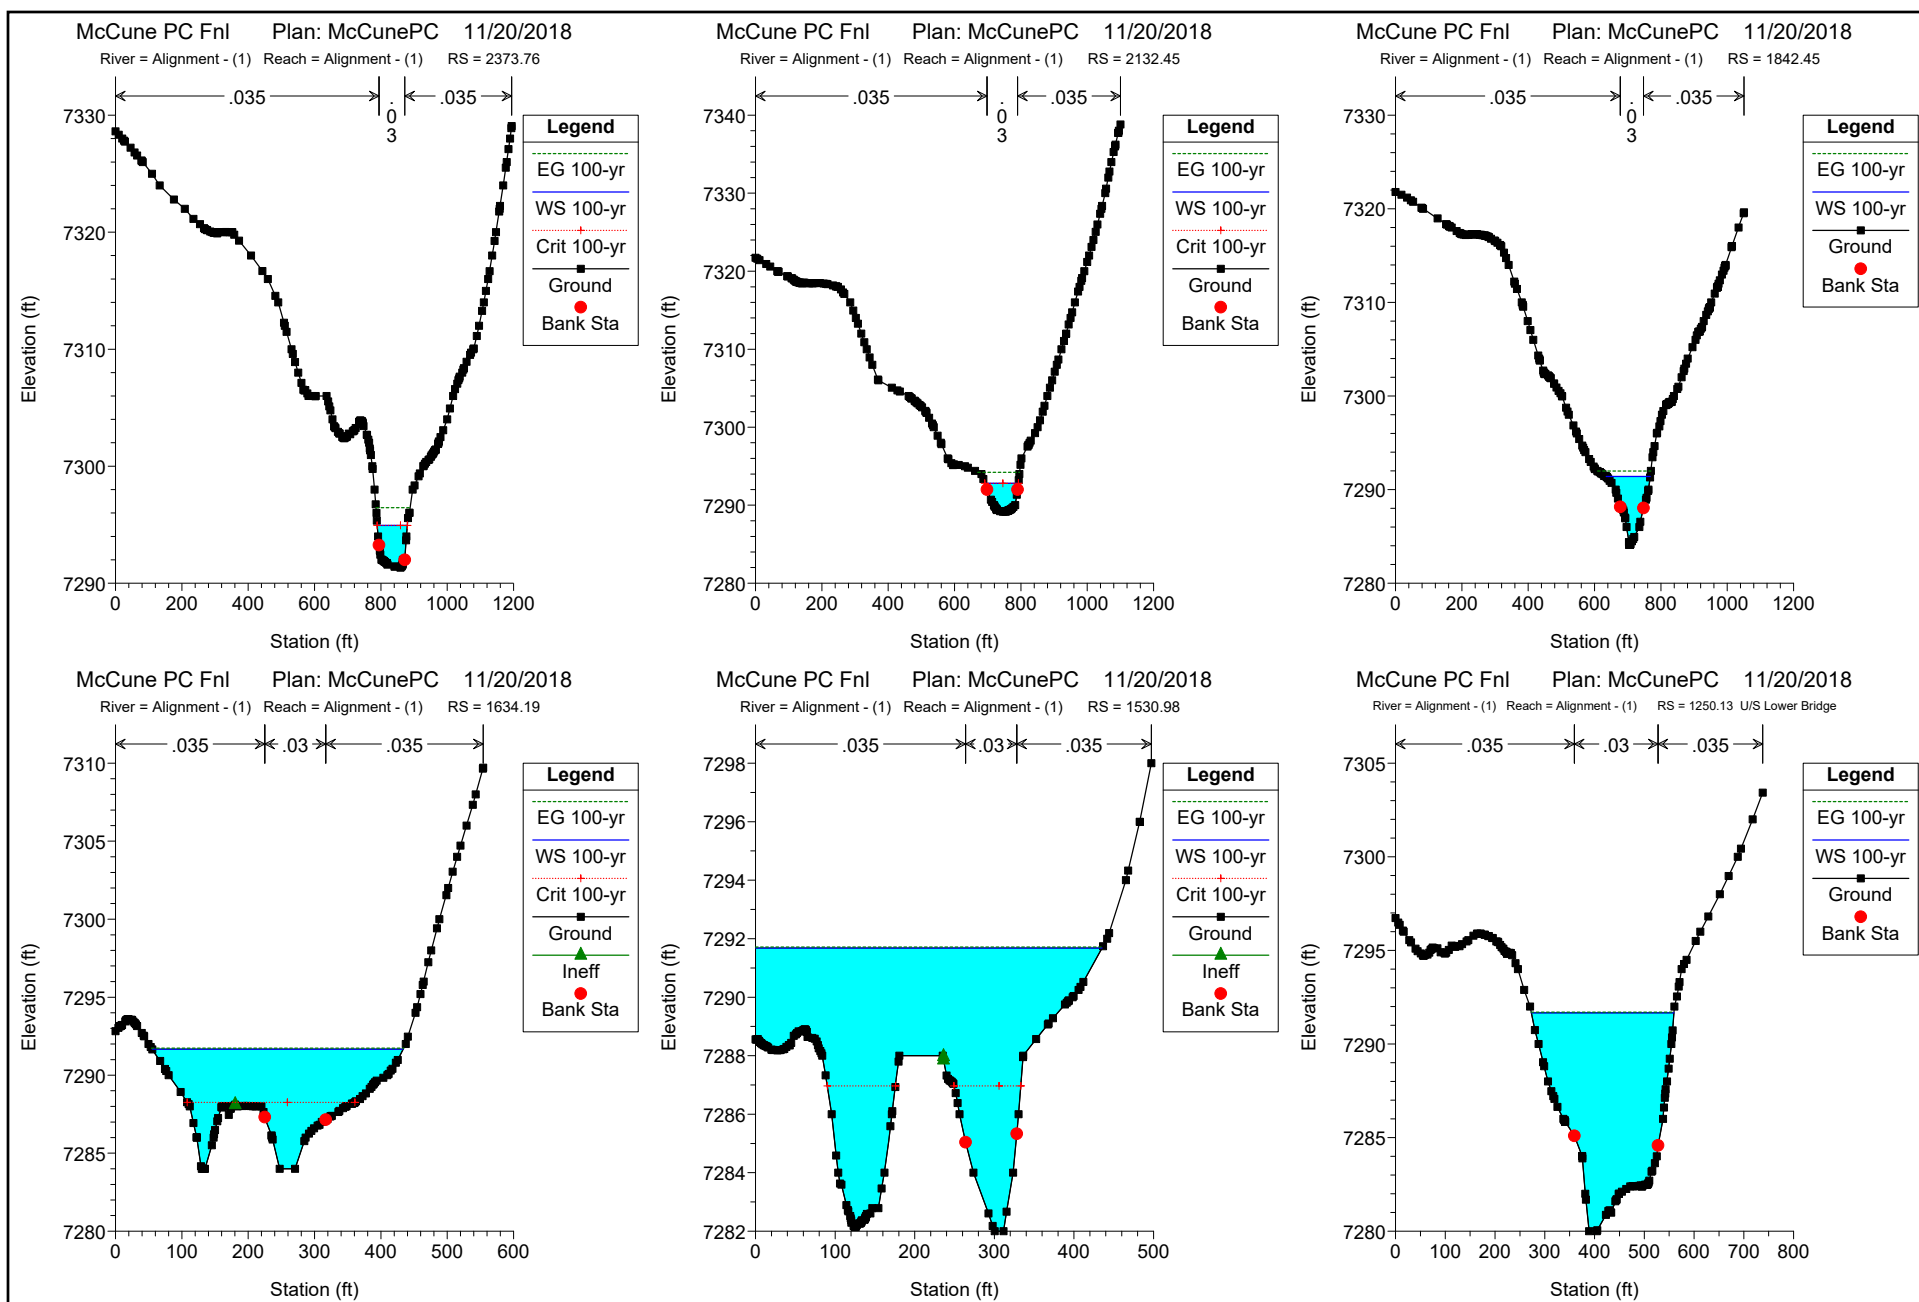 McCune PC Fnl Plan: McCunePC 11/20/2018
River = Alignment - (1) Reach = Alignment - (1) RS = 2373.76
.035 .03 .035
7330
7320
7310
7300
7290
Elevation (ft)
0 200 400 600 800 1000 1200
Station (ft)
Legend
EG 100-yr
WS 100-yr
Crit 100-yr
Ground
Bank Sta
McCune PC Fnl Plan: McCunePC 11/20/2018
River = Alignment - (1) Reach = Alignment - (1) RS = 2132.45
.035 .03 .035
7340
7330
7320
7310
7300
7290
7280
Elevation (ft)
0 200 400 600 800 1000 1200
Station (ft)
Legend
EG 100-yr
WS 100-yr
Crit 100-yr
Ground
Bank Sta
McCune PC Fnl Plan: McCunePC 11/20/2018
River = Alignment - (1) Reach = Alignment - (1) RS = 1842.45
.035 .03 .035
7330
7320
7310
7300
7290
7280
Elevation (ft)
0 200 400 600 800 1000 1200
Station (ft)
Legend
EG 100-yr
WS 100-yr
Ground
Bank Sta
McCune PC Fnl Plan: McCunePC 11/20/2018
River = Alignment - (1) Reach = Alignment - (1) RS = 1634.19
.035 .03 .035
7310
7305
7300
7295
7290
7285
7280
Elevation (ft)
0 100 200 300 400 500 600
Station (ft)
Legend
EG 100-yr
WS 100-yr
Crit 100-yr
Ground
Ineff
Bank Sta
McCune PC Fnl Plan: McCunePC 11/20/2018
River = Alignment - (1) Reach = Alignment - (1) RS = 1530.98
.035 .03 .035
7298
7296
7294
7292
7290
7288
7286
7284
7282
Elevation (ft)
0 100 200 300 400 500
Station (ft)
Legend
EG 100-yr
WS 100-yr
Crit 100-yr
Ground
Ineff
Bank Sta
McCune PC Fnl Plan: McCunePC 11/20/2018
River = Alignment - (1) Reach = Alignment - (1) RS = 1250.13 U/S Lower Bridge
.035 .03 .035
7305
7300
7295
7290
7285
7280
Elevation (ft)
0 100 200 300 400 500 600 700 800
Station (ft)
Legend
EG 100-yr
WS 100-yr
Ground
Bank Sta